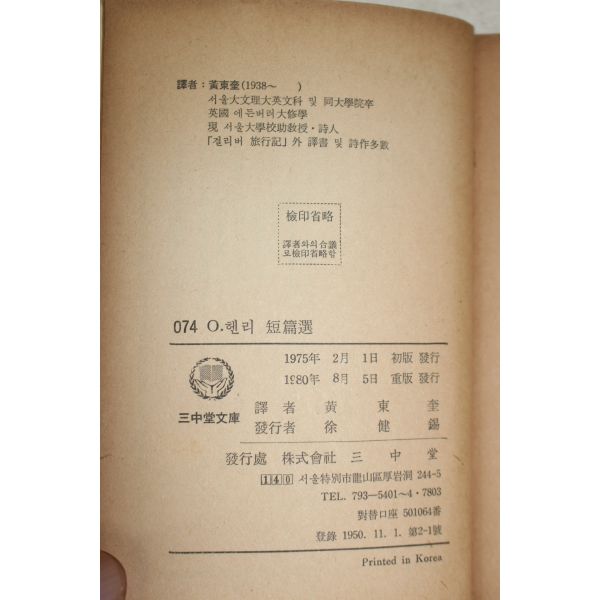 譯者：黃東奎(1938～　　)
서울大文理大英文科 및 同大學院卒
英國 에든버러大修學
現 서울大學校助敎授·詩人
「걸리버 旅行記」外 譯書 및 詩作多數
檢印省略
譯者와의 合議
로檢印省略함
074 O.헨리 短篇選
三中堂文庫
1975年 2月 1日 初版 發行
1980年 8月 5日 重版 發行
譯者 黃東奎
發行者 徐健錫
發行處 株式會社 三中堂
140 서울特別市龍山區厚岩洞 244-5
TEL. 793-5401～4·7803
對替口座 501064番
登錄 1950. 11. 1. 第2-1號
Printed in Korea